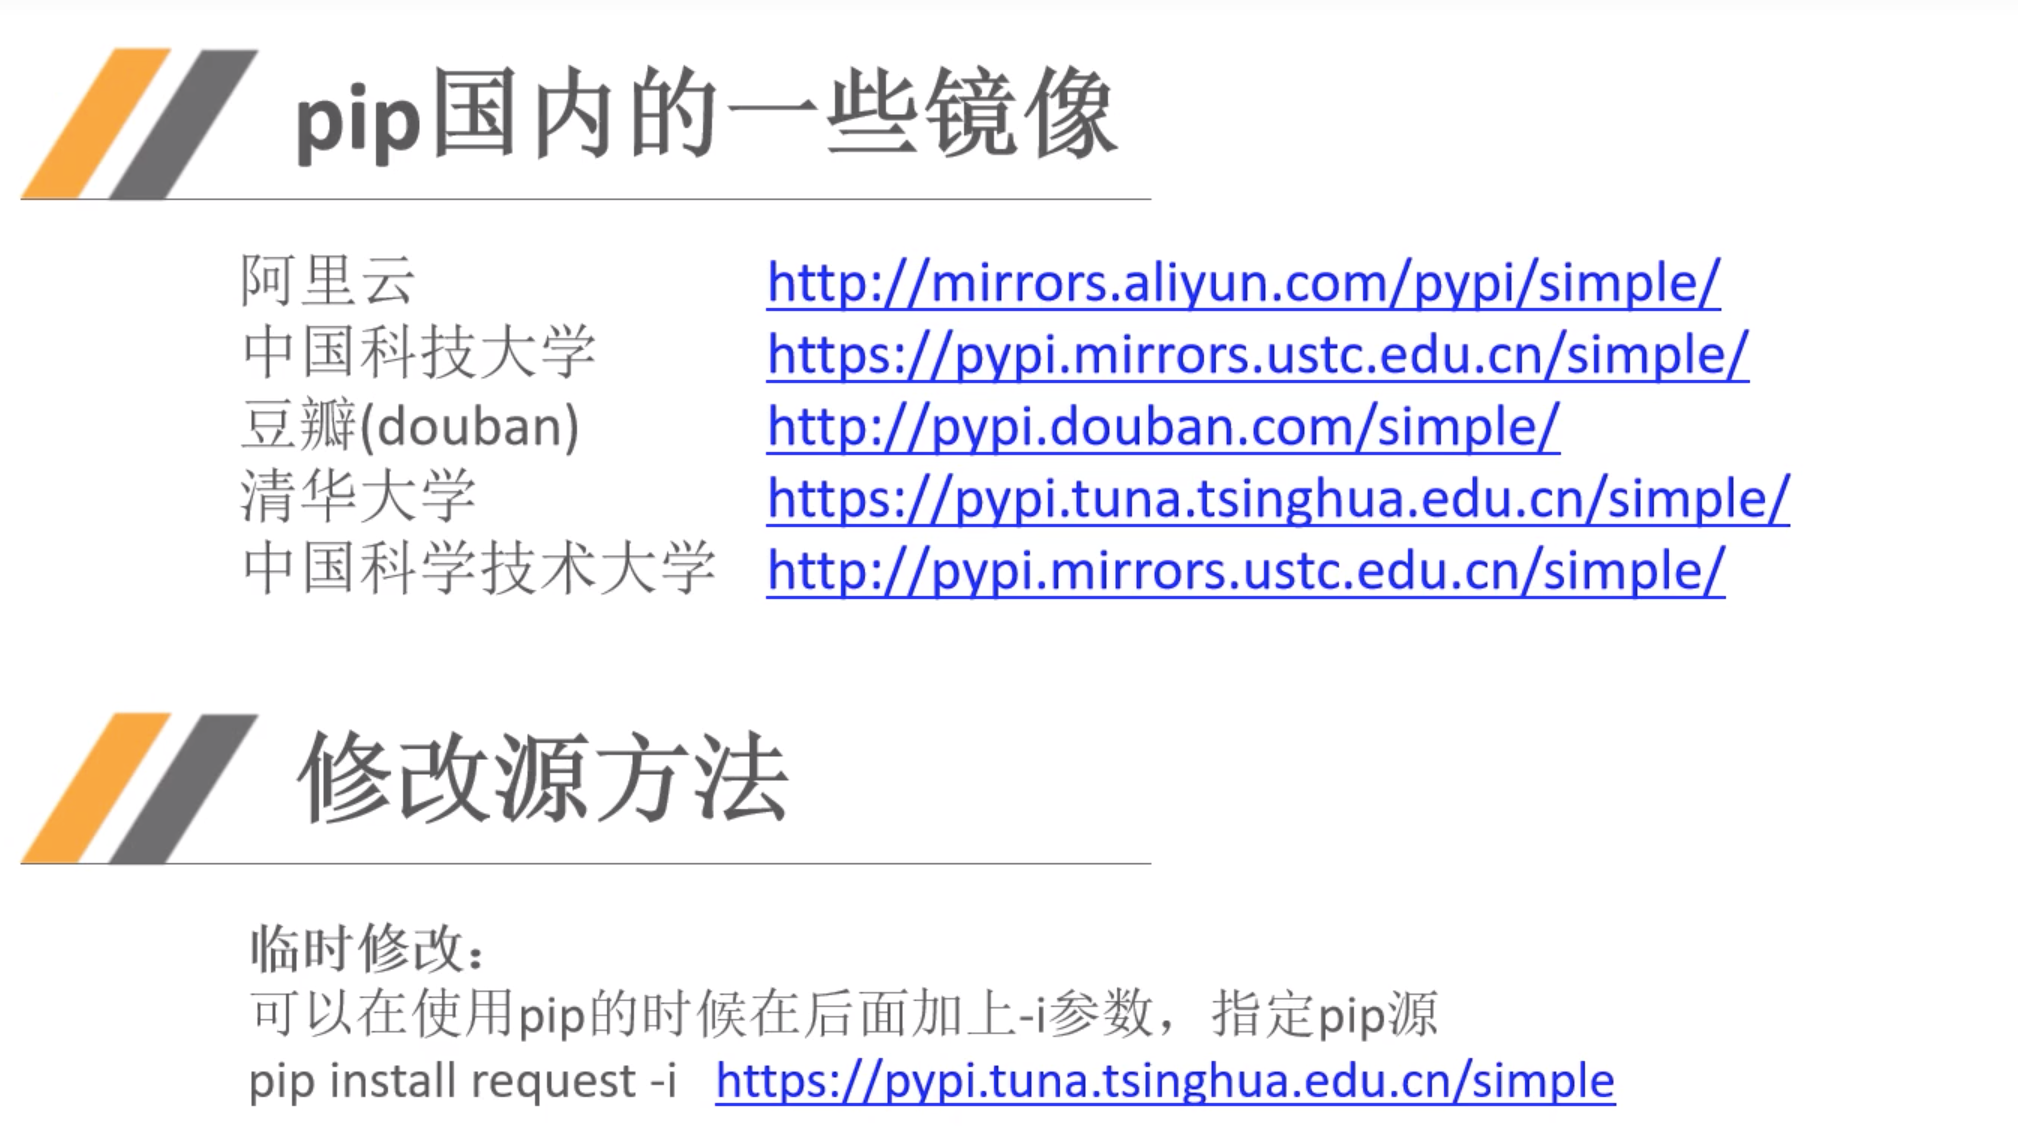 pip国内的一些镜像
阿里云 http://mirrors.aliyun.com/pypi/simple/
中国科技大学 https://pypi.mirrors.ustc.edu.cn/simple/
豆瓣(douban) http://pypi.douban.com/simple/
清华大学 https://pypi.tuna.tsinghua.edu.cn/simple/
中国科学技术大学 http://pypi.mirrors.ustc.edu.cn/simple/
修改源方法
临时修改：
可以在使用pip的时候在后面加上-i参数，指定pip源
pip install request -i https://pypi.tuna.tsinghua.edu.cn/simple